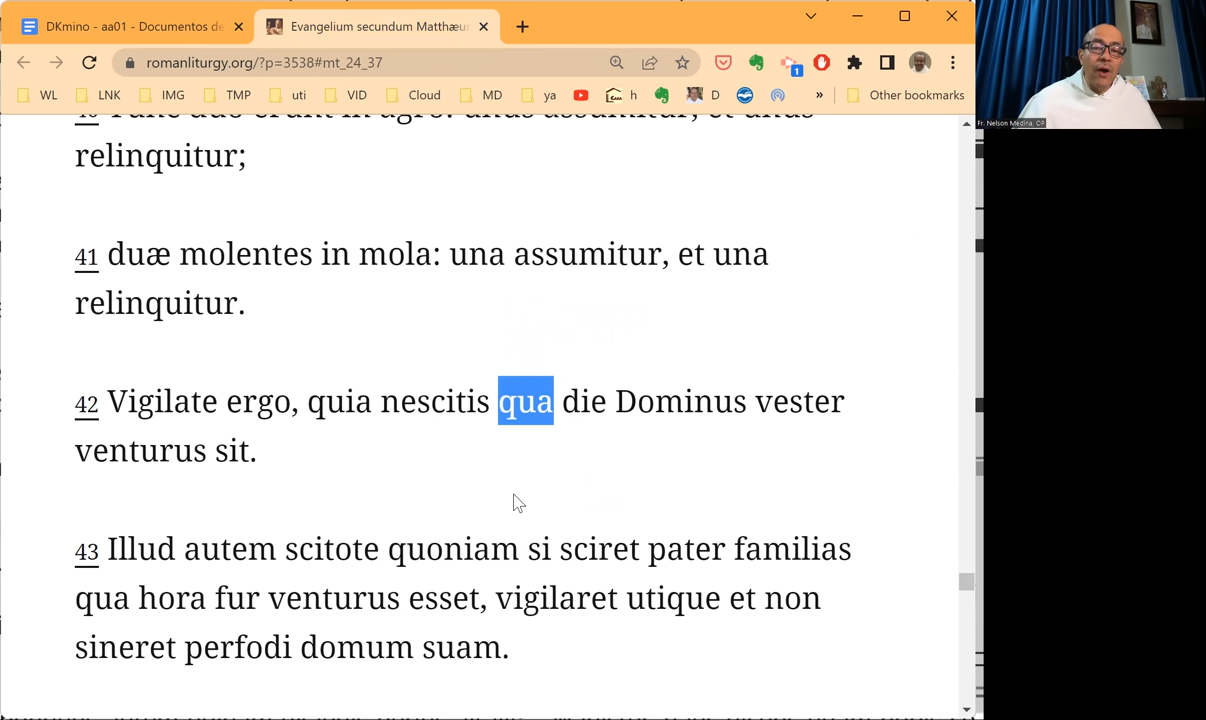 DKmino - aa01 - Documentos de
Evangelium secundum Matthæum
romanliturgy.org/?p=3538#mt_24_37
1
WL LNK IMG TMP uti VID Cloud MD ya h D » Other bookmarks
relinquitur;
41 duæ molentes in mola: una assumitur, et una
relinquitur.
42 Vigilate ergo, quia nescitis qua die Dominus vester
venturus sit.
43 Illud autem scitote quoniam si sciret pater familias
qua hora fur venturus esset, vigilaret utique et non
sineret perfodi domum suam.
Fr. Nelson Medina, OP